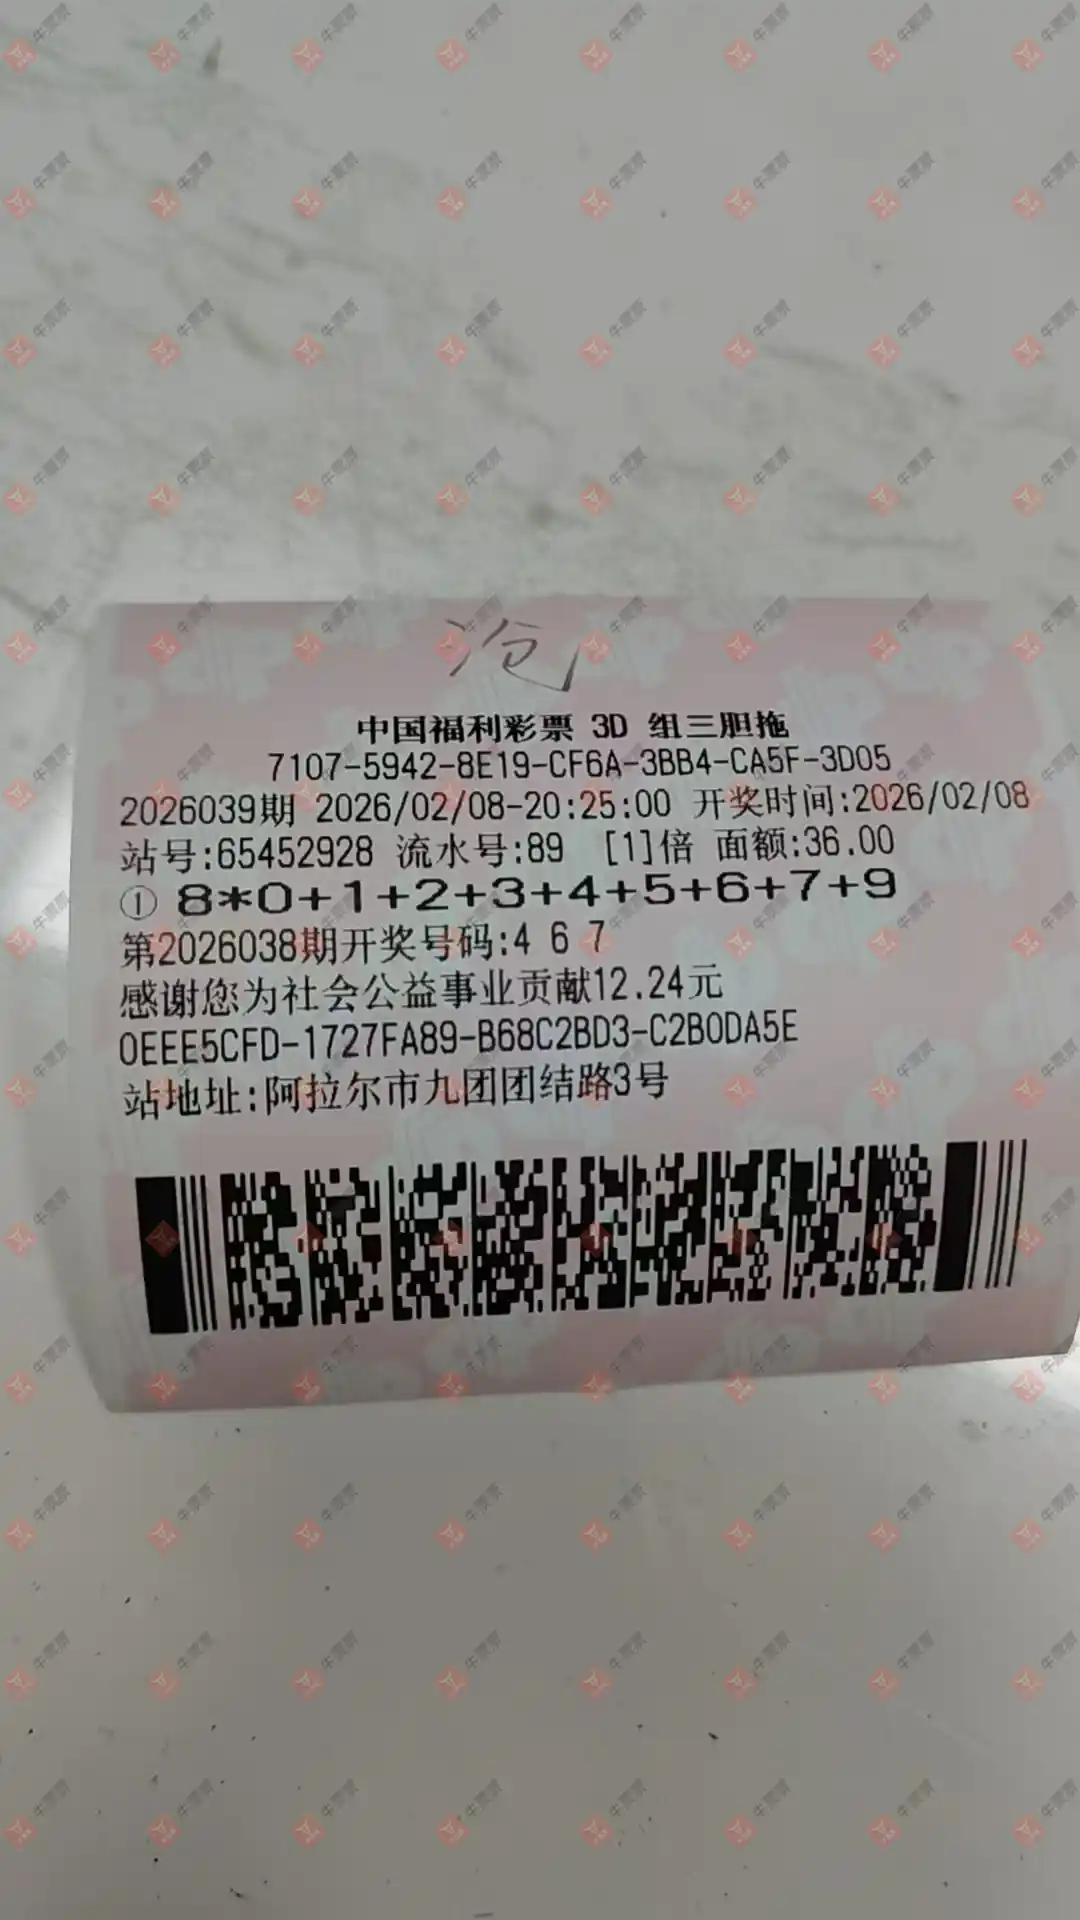 中国福利彩票 3D 组三胆拖
7107-5942-8E19-CF6A-3BB4-CA5F-3D05
2026039期 2026/02/08-20:25:00 开奖时间:2026/02/08
站号:65452928 流水号:89 [1]倍 面额:36.00
① 8*0+1+2+3+4+5+6+7+9
第2026038期开奖号码:4 6 7
感谢您为社会公益事业贡献12.24元
0EEE5CFD-1727FA89-B68C2BD3-C2B0DA5E
站地址:阿拉尔市九团团结路3号